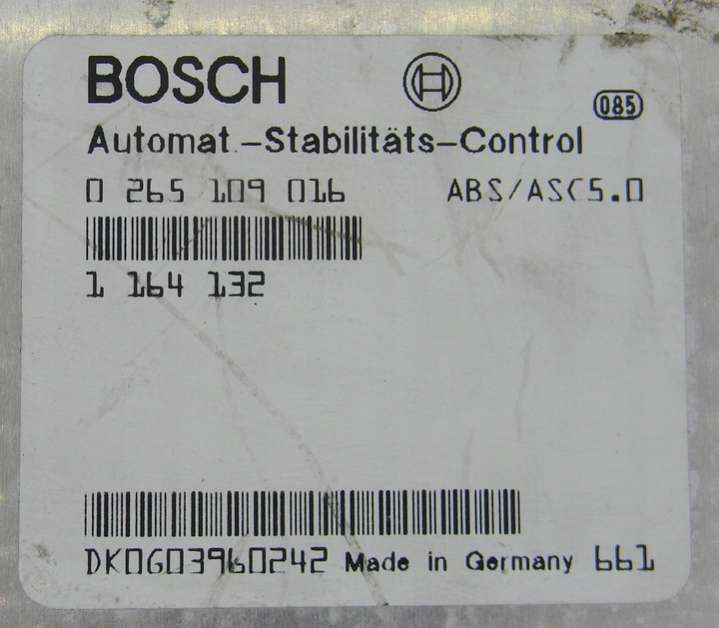 BOSCH
085
Automat.-Stabilitäts-Control
0 265 109 016 ABS/ASC5.0
1 164 132
DK0G03960242 Made in Germany 661